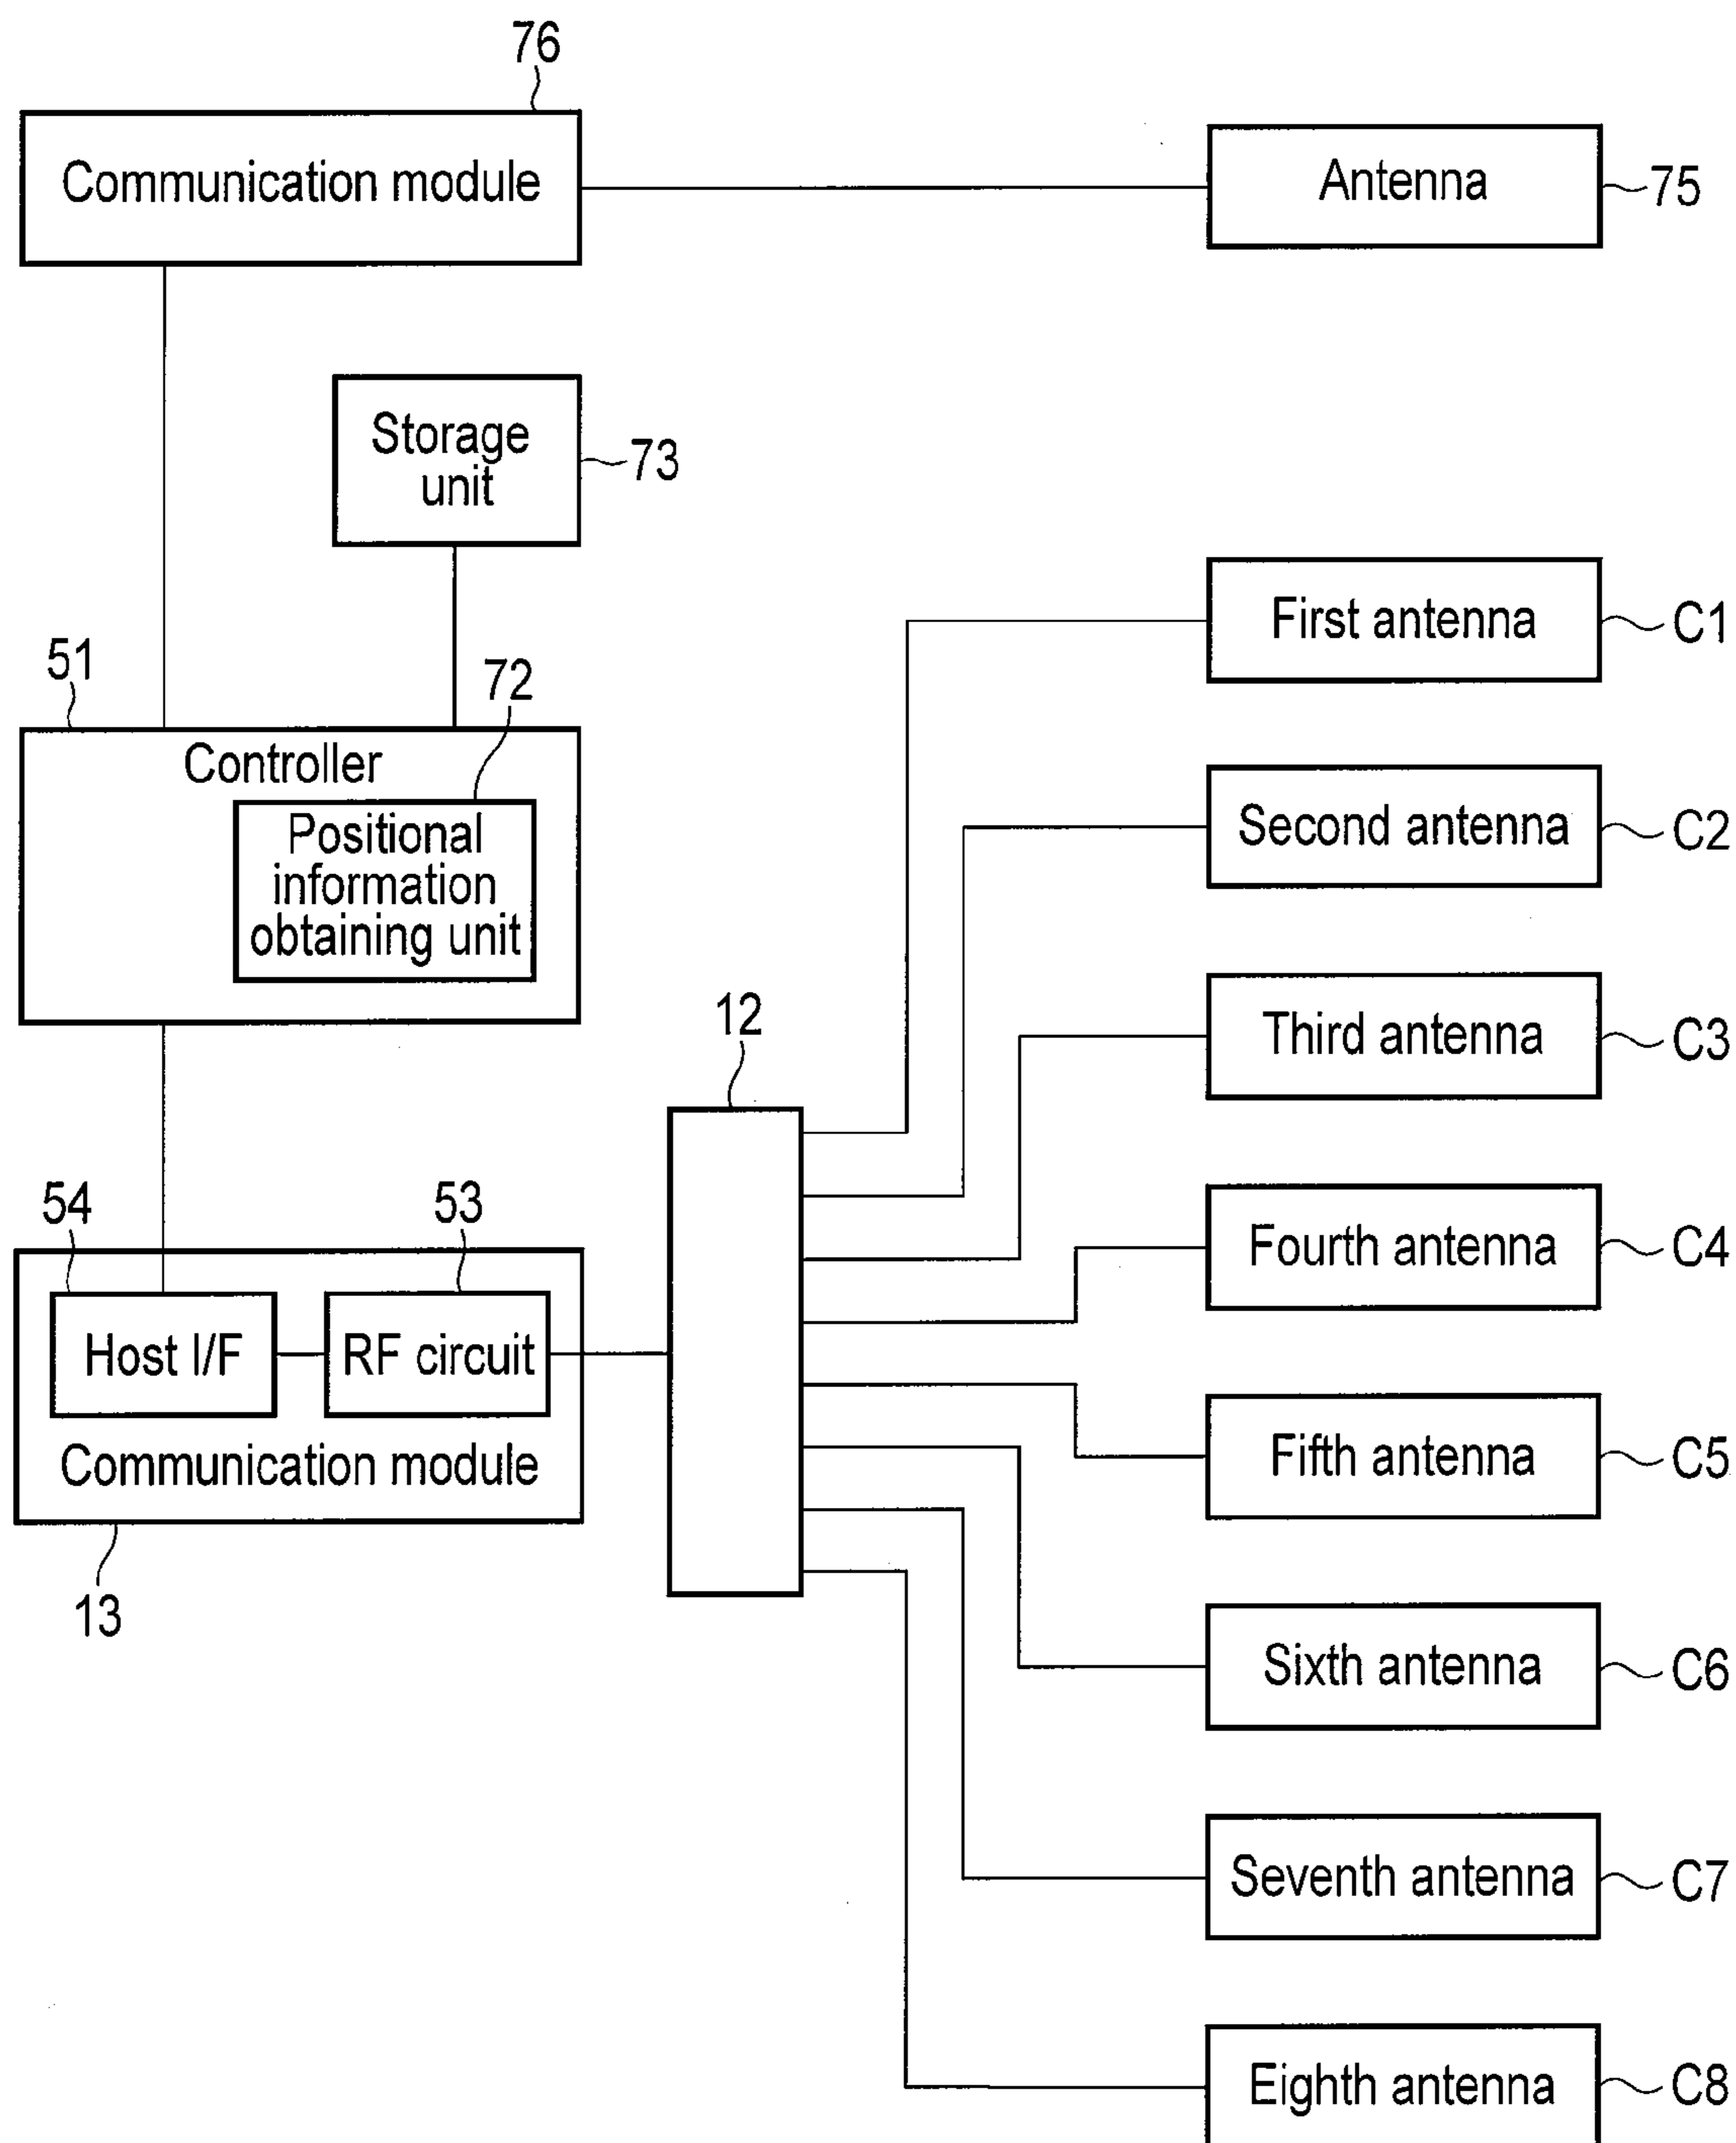 76
Communication module
Antenna
75
Storage
unit
73
First antenna
C1
51
72
Controller
Positional
information
obtaining unit
Second antenna
C2
12
Third antenna
C3
54
53
Host I/F
RF circuit
Communication module
13
Fourth antenna
C4
Fifth antenna
C5
Sixth antenna
C6
Seventh antenna
C7
Eighth antenna
C8